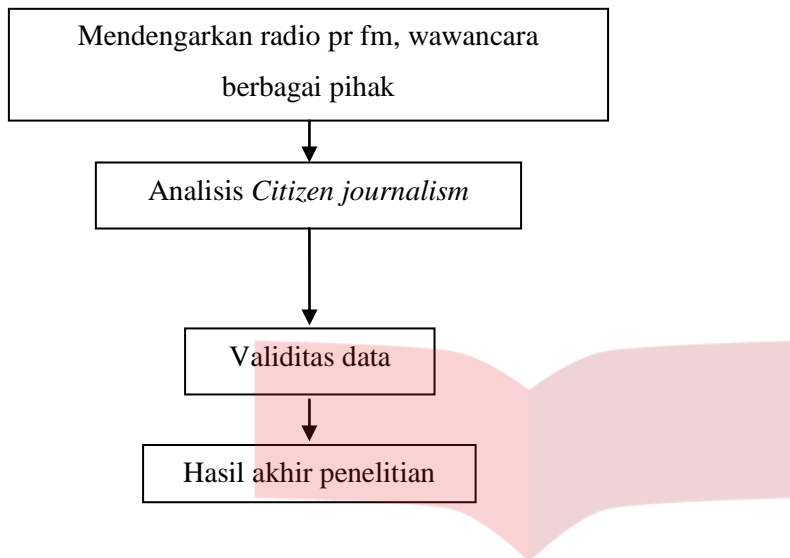 Mendengarkan radio pr fm, wawancara
berbagai pihak
Analisis Citizen journalism
Validitas data
Hasil akhir penelitian